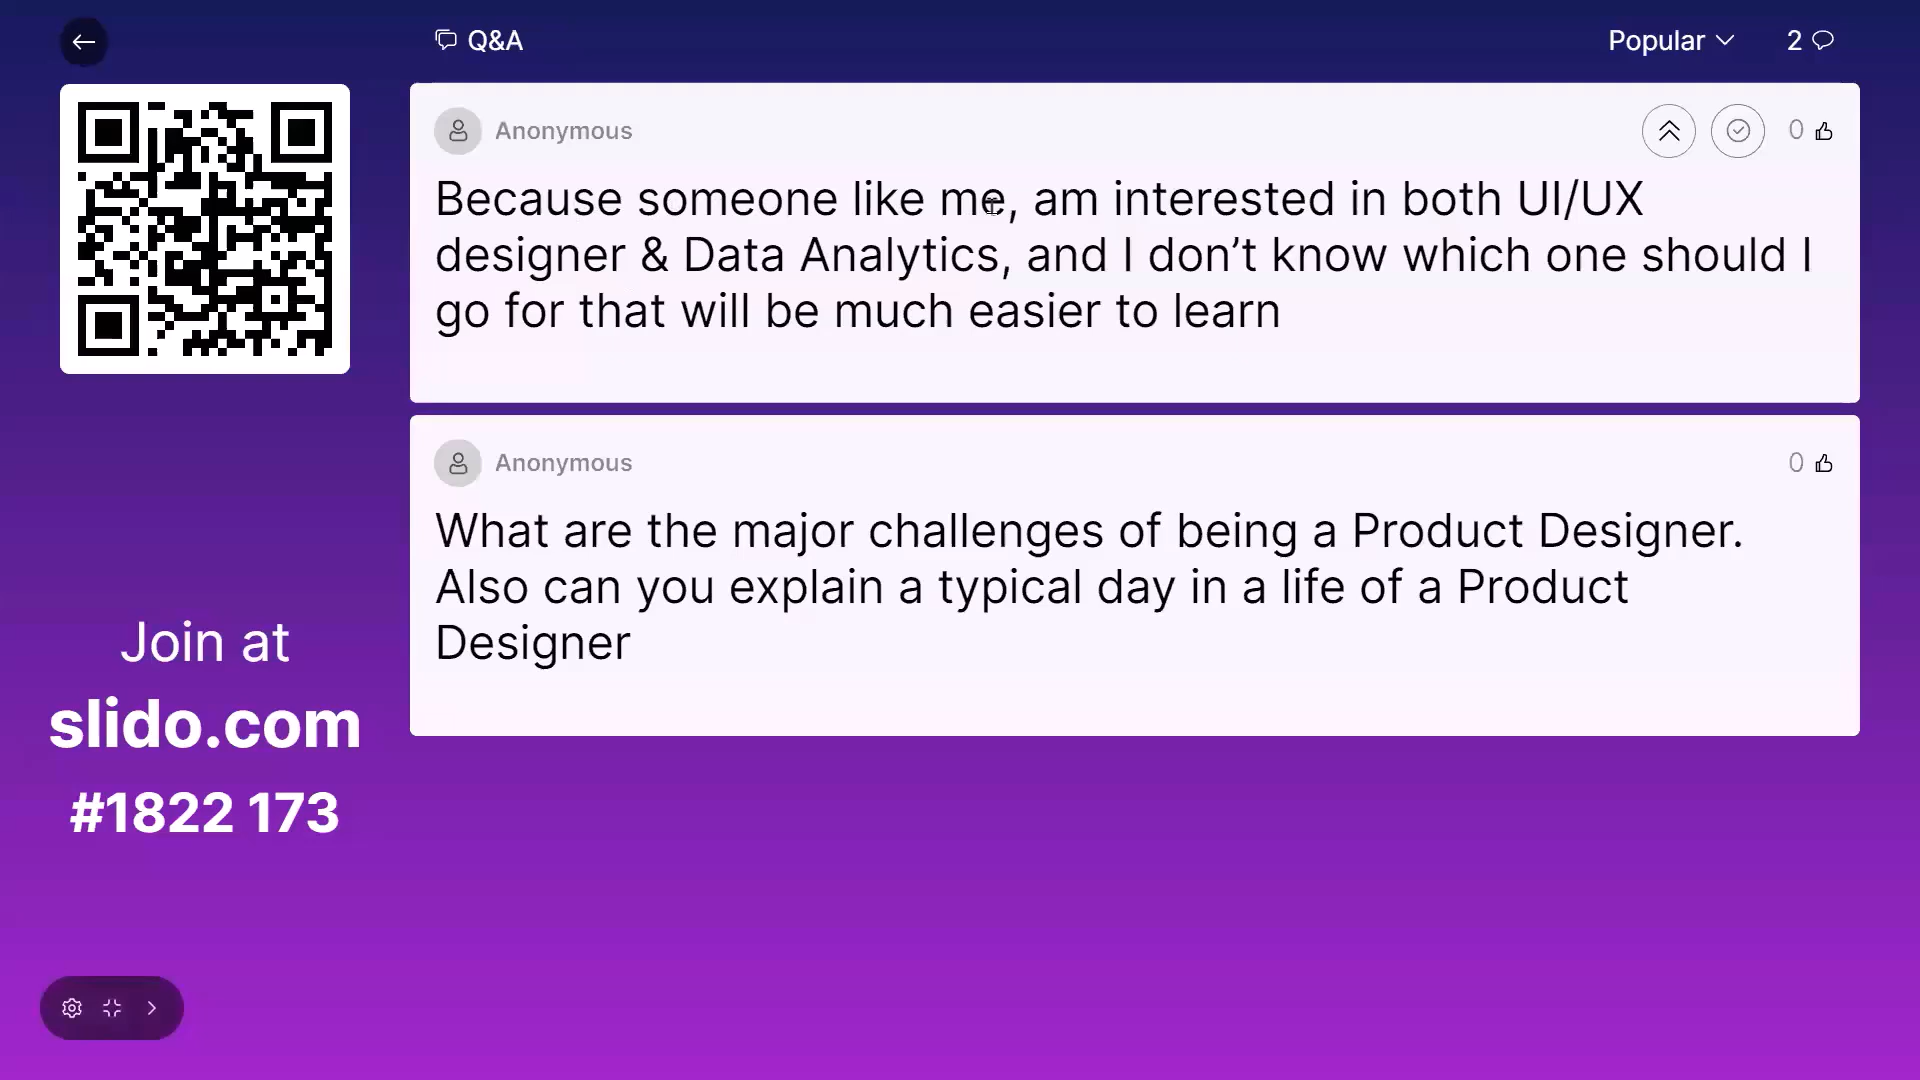 Q&A
Popular
2
Anonymous
0
Because someone like me, am interested in both UI/UX
designer & Data Analytics, and I don’t know which one should I
go for that will be much easier to learn
Anonymous
0
What are the major challenges of being a Product Designer.
Also can you explain a typical day in a life of a Product
Designer
Join at
slido.com
#1822 173